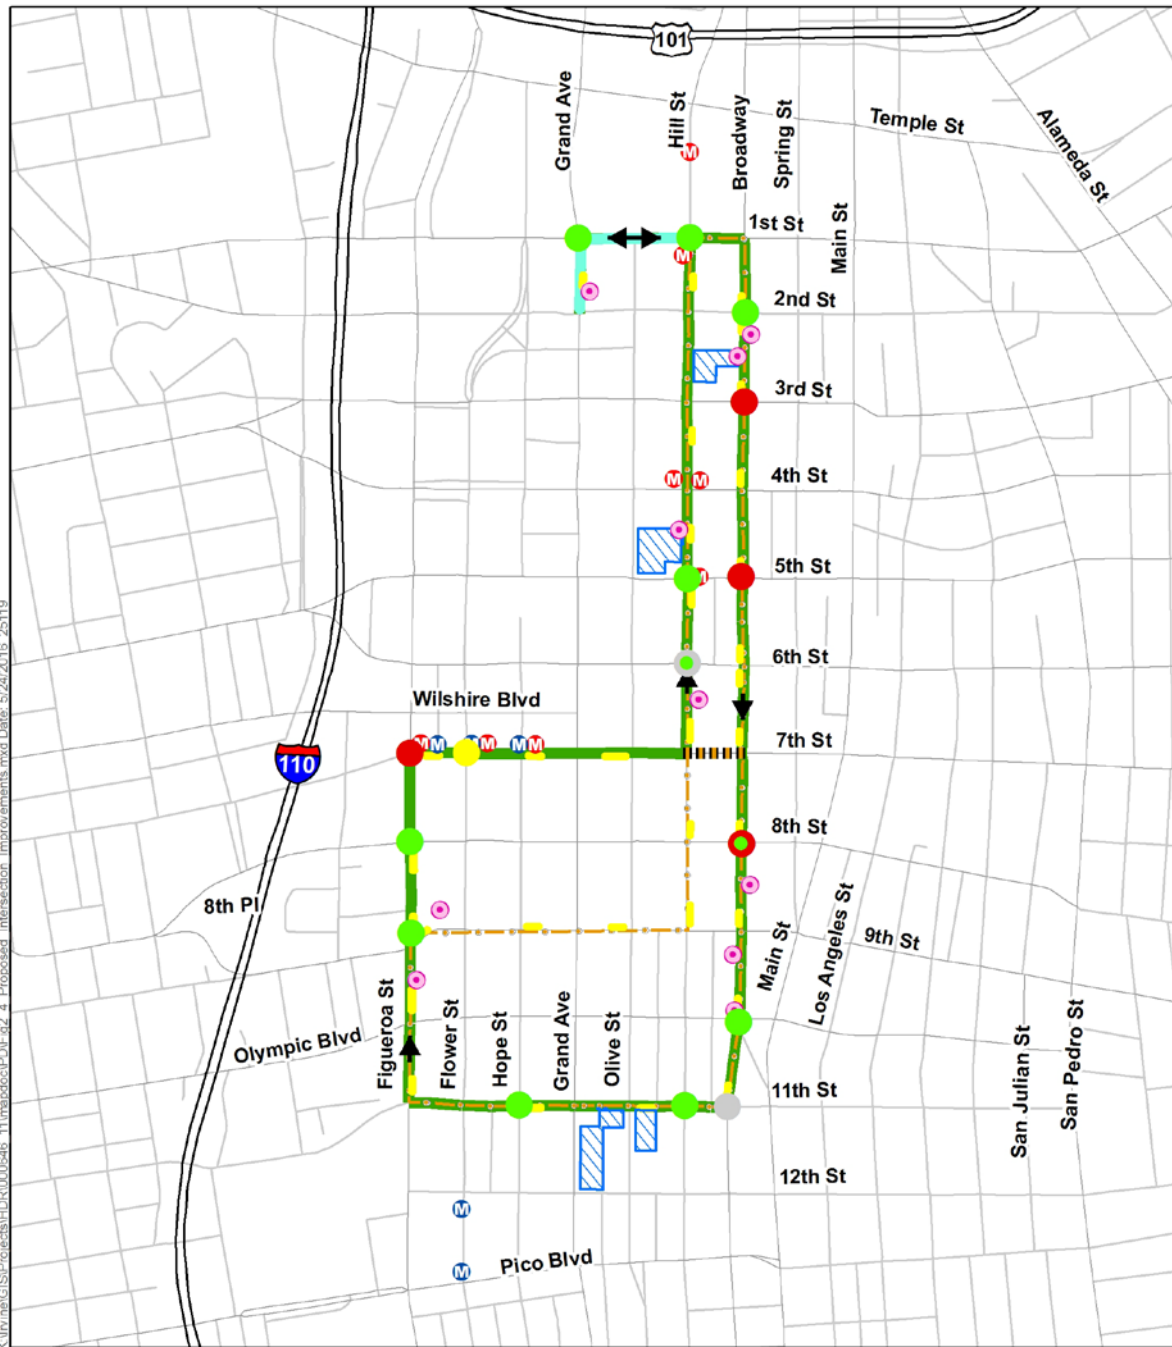 101
Grand Ave
Hill St
Broadway
Spring St
Temple St
Alameda St
M
1st St
Main St
M
2nd St
3rd St
M
M
4th St
M
5th St
6th St
Wilshire Blvd
M
M
M
M
M
7th St
110
8th St
8th Pl
Main St
Los Angeles St
9th St
Figueroa St
Flower St
Hope St
Grand Ave
Olive St
Olympic Blvd
San Julian St
San Pedro St
11th St
12th St
M
Pico Blvd
M